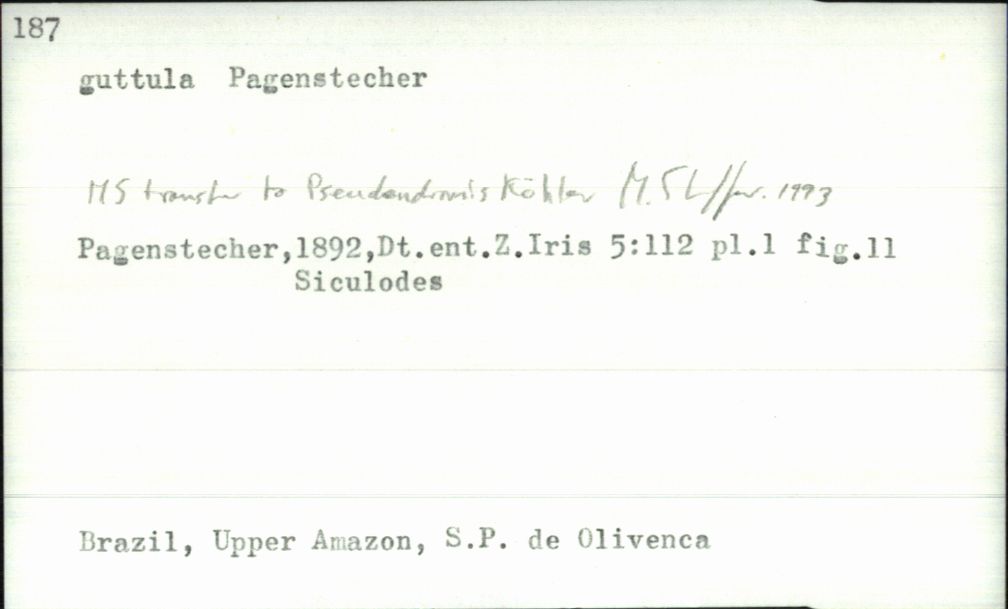 187
guttula Pagenstecher
MS transfer to Pseudandromis Köhler M. Shaffer. 1993
Pagenstecher,1892,Dt.ent.Z.Iris 5:112 pl.1 fig.11
Siculodes
Brazil, Upper Amazon, S.P. de Olivenca